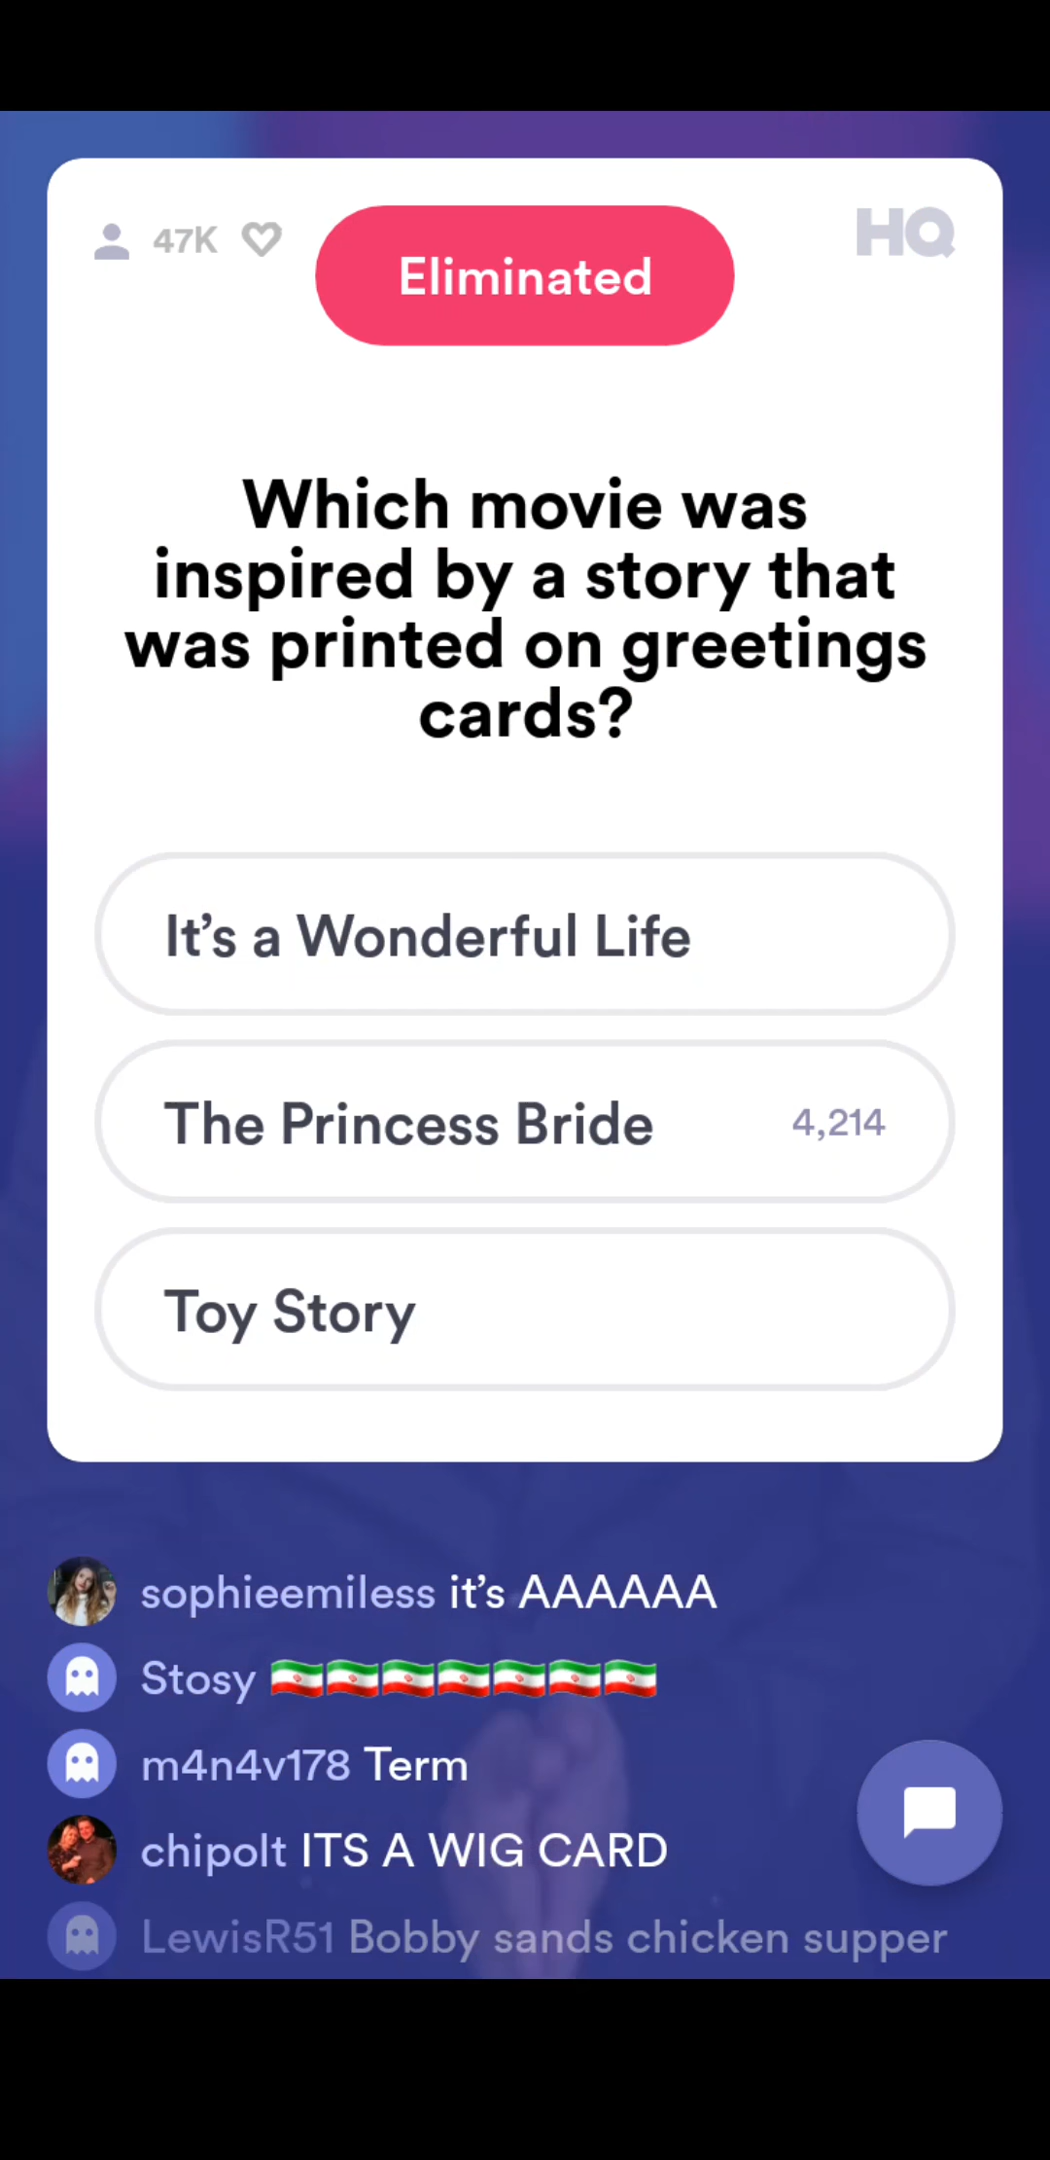 47K
Eliminated
HQ
Which movie was
inspired by a story that
was printed on greetings
cards?
It’s a Wonderful Life
The Princess Bride 4,214
Toy Story
sophieemiless it’s AAAAAA
Stosy 🇮🇷🇮🇷🇮🇷🇮🇷🇮🇷🇮🇷🇮🇷
m4n4v178 Term
chipolt ITS A WIG CARD
LewisR51 Bobby sands chicken supper